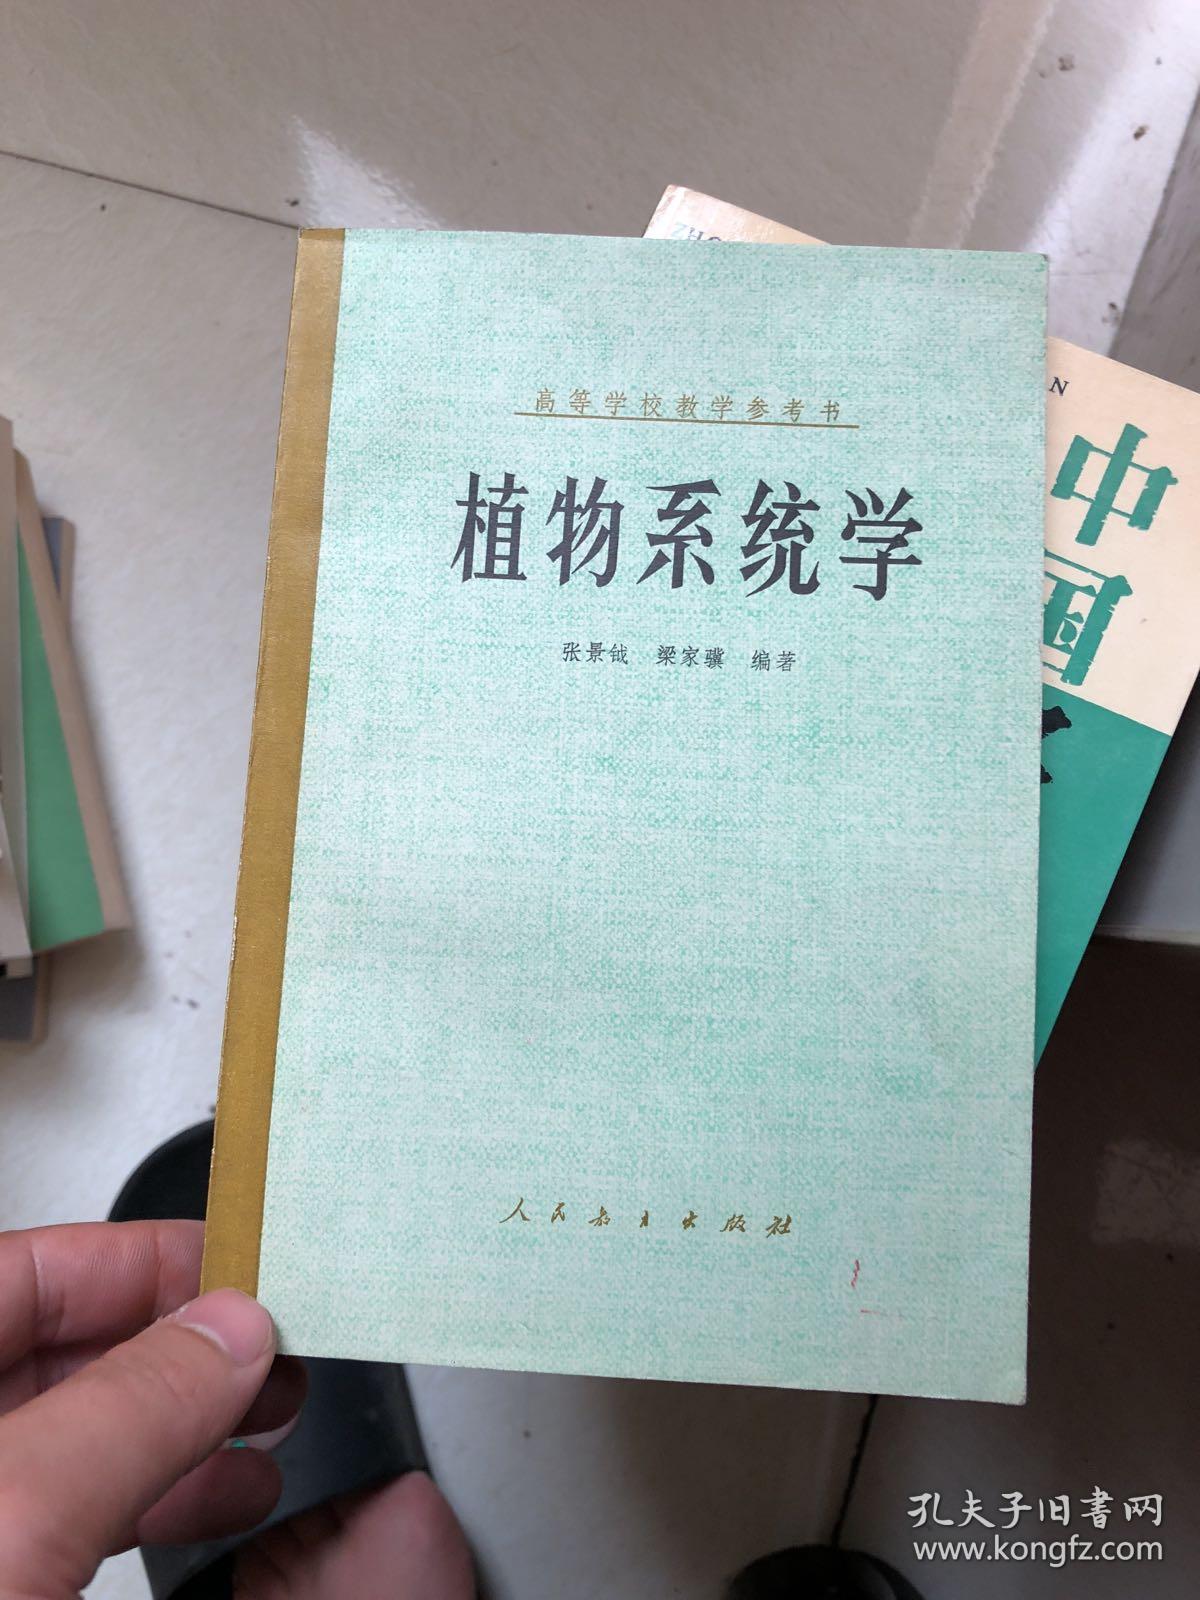 高等学校教学参考书
植物系统学
张景钺 梁家骥 编著
人民教育出版社
ZHO
N
中
国
孔夫子旧书网
www.kongfz.com